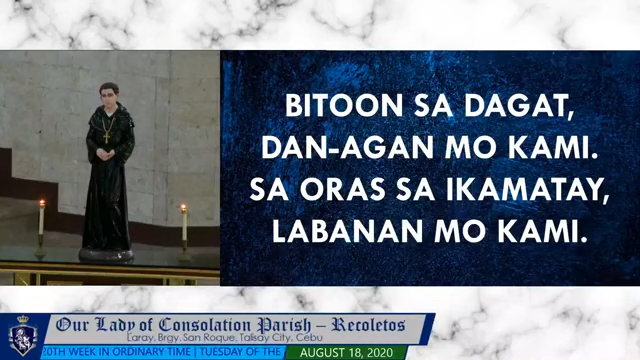 BITOON SA DAGAT,
DAN-AGAN MO KAMI.
SA ORAS SA IKAMATAY,
LABANAN MO KAMI.
Our Lady of Consolation Parish – Recoletos
Laray, Brgy. San Roque, Talisay City, Cebu
20TH WEEK IN ORDINARY TIME | TUESDAY OF THE
AUGUST 18, 2020